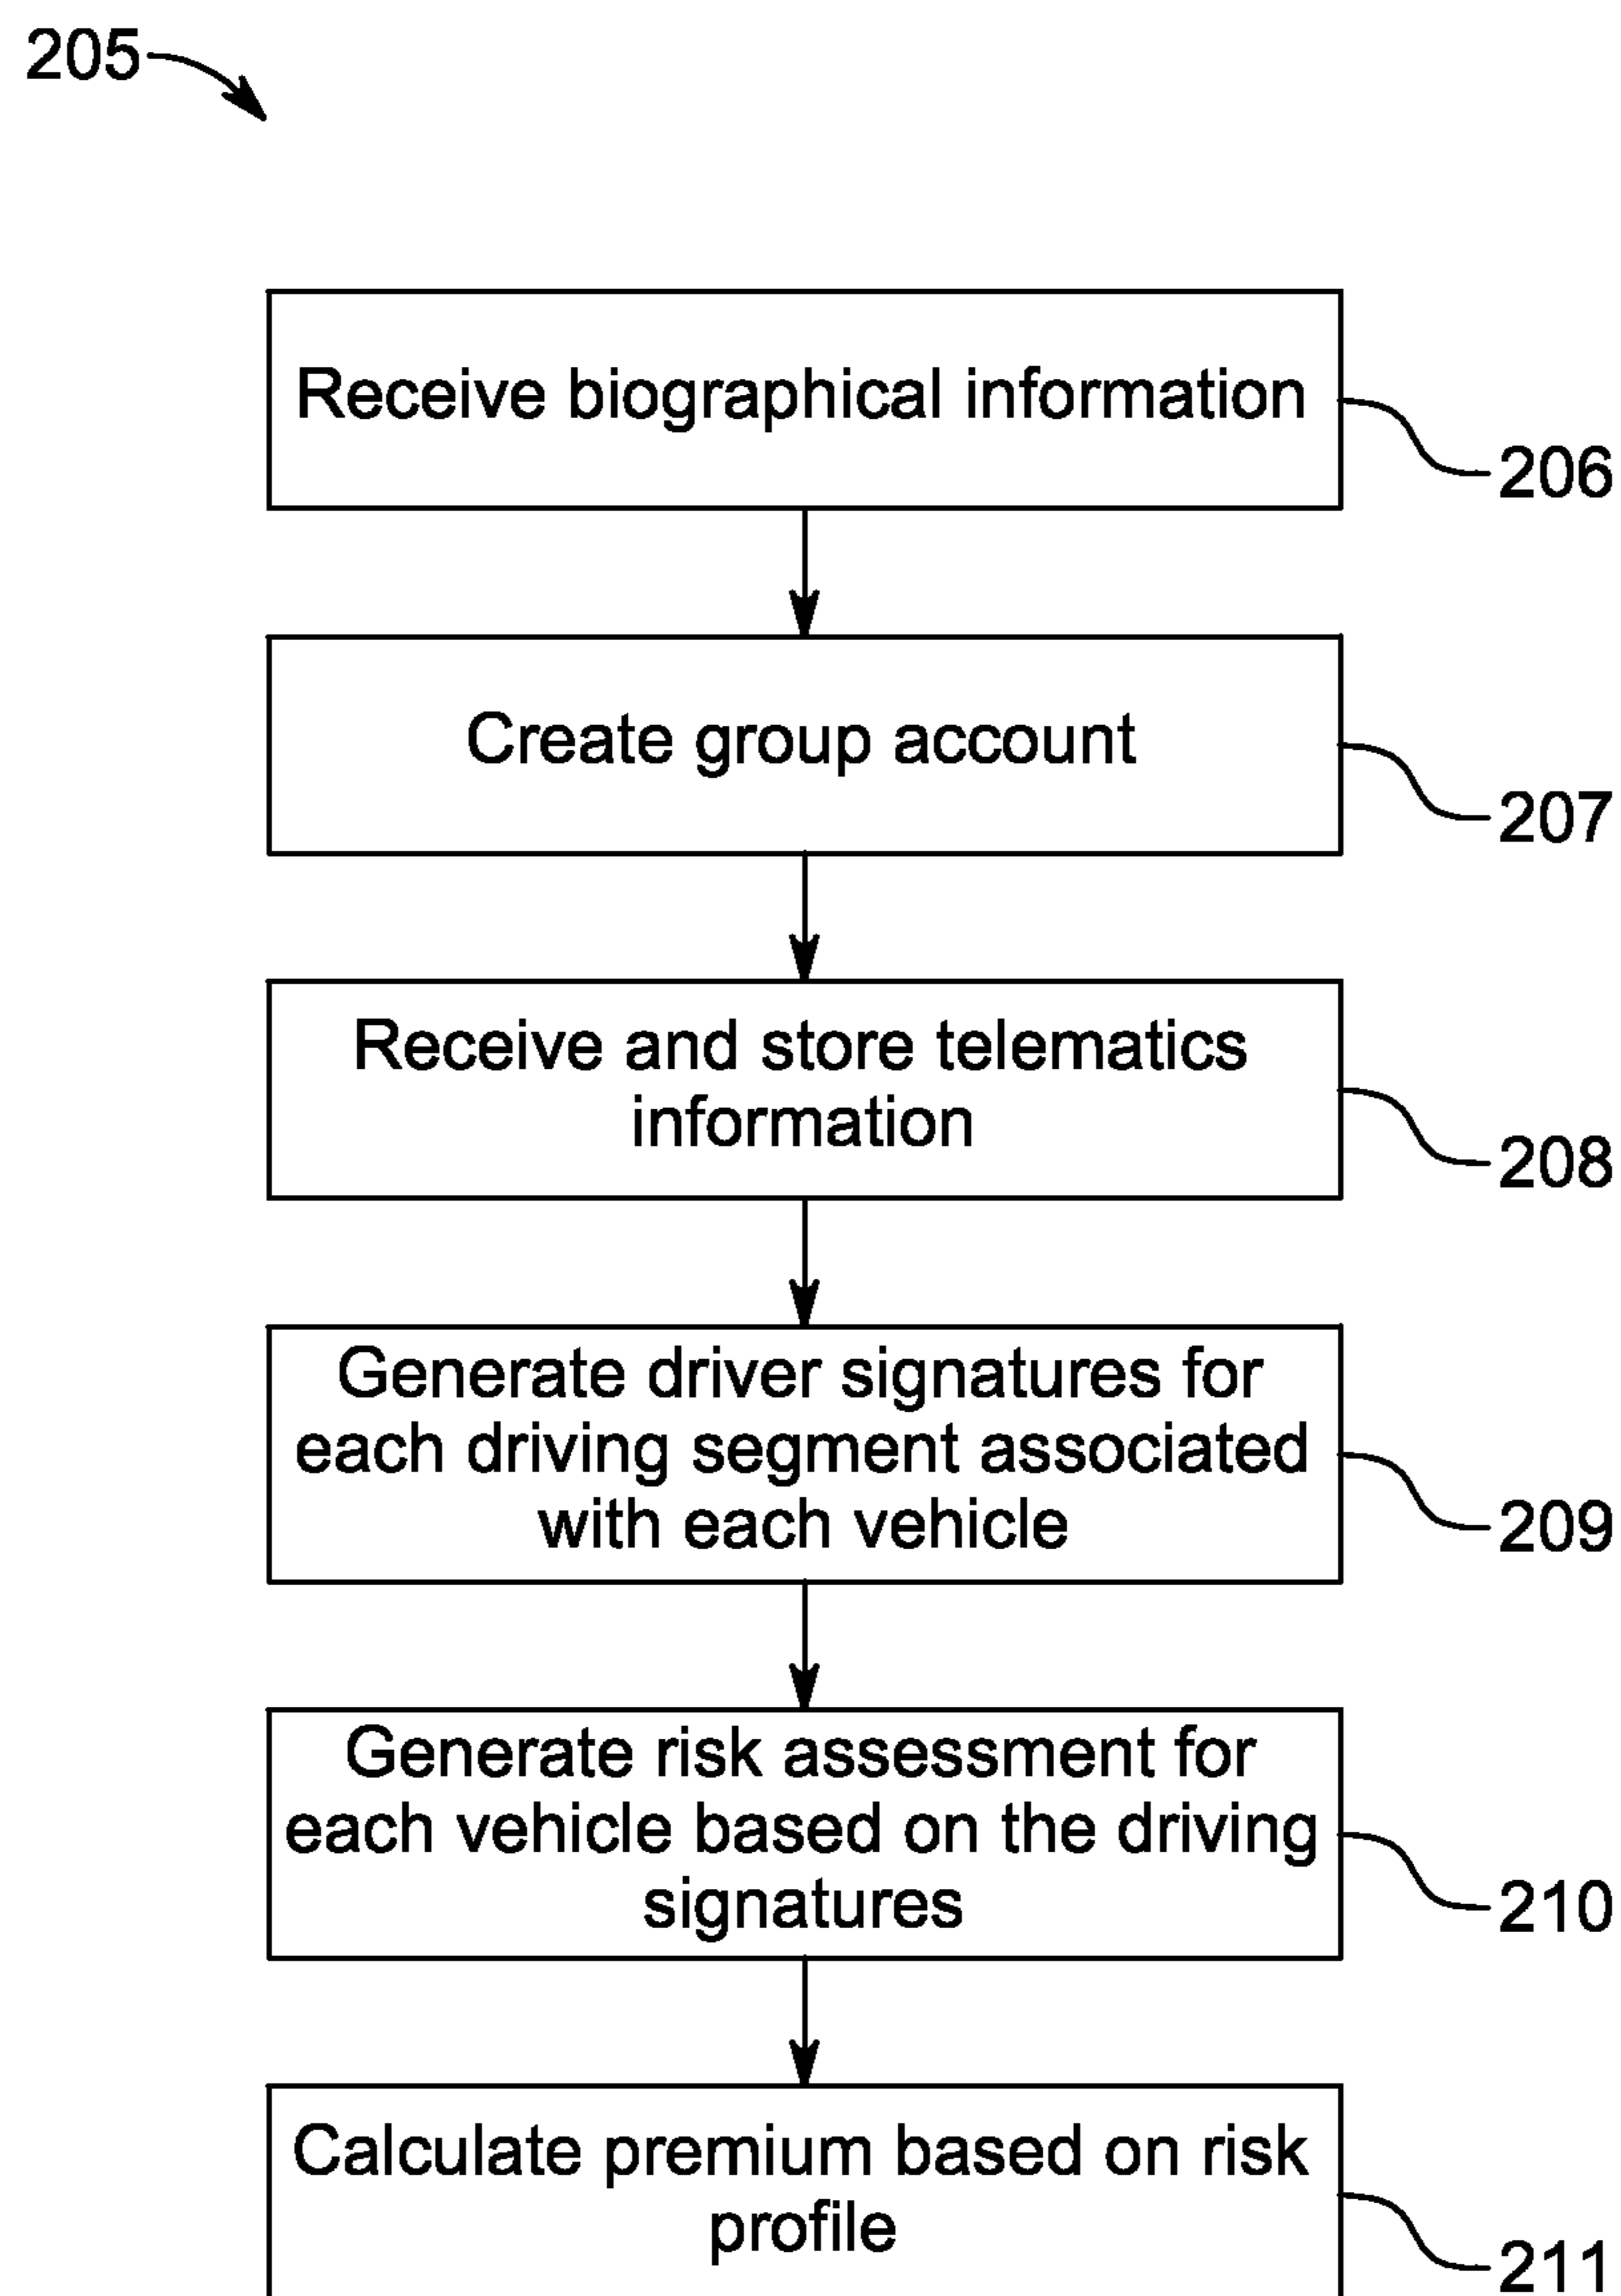 205
Receive biographical information
206
Create group account
207
Receive and store telematics
information
208
Generate driver signatures for
each driving segment associated
with each vehicle
209
Generate risk assessment for
each vehicle based on the driving
signatures
210
Calculate premium based on risk
profile
211